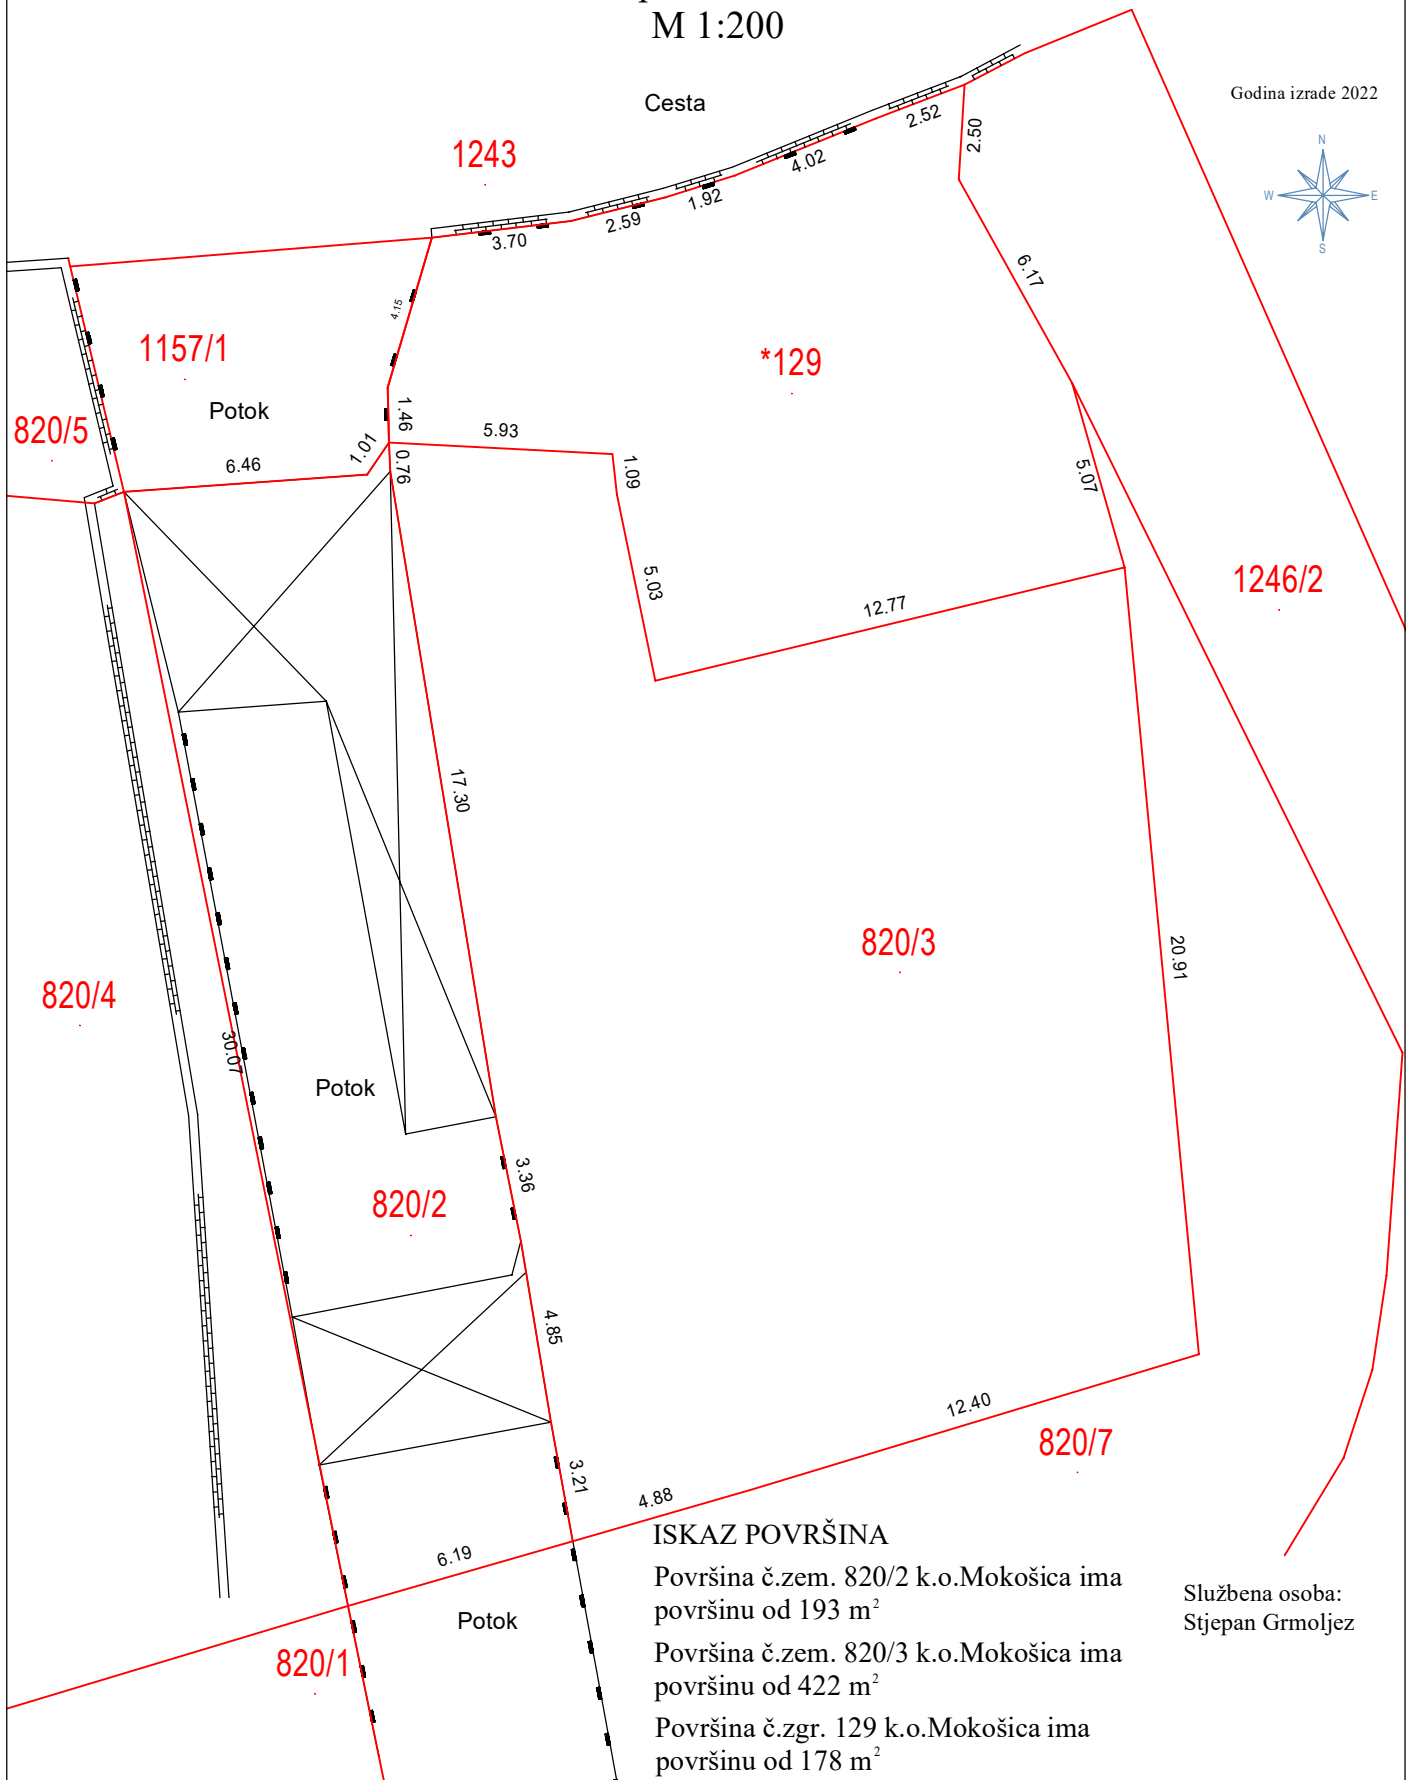 M 1:200
Cesta
Godina izrade 2022
N
W
E
S
1243
2.52
2.50
4.02
1.92
2.59
3.70
6.17
4.15
1157/1
*129
Potok
820/5
1.46
5.93
1.01
6.46
0.76
1.09
5.07
5.03
1246/2
12.77
17.30
820/3
20.91
820/4
30.07
Potok
3.36
820/2
4.85
12.40
820/7
3.21
4.88
6.19
ISKAZ POVRŠINA
Površina č.zem. 820/2 k.o.Mokošica ima
površinu od 193 m²
Površina č.zem. 820/3 k.o.Mokošica ima
površinu od 422 m²
Površina č.zgr. 129 k.o.Mokošica ima
površinu od 178 m²
Službena osoba:
Stjepan Grmoljez
Potok
820/1